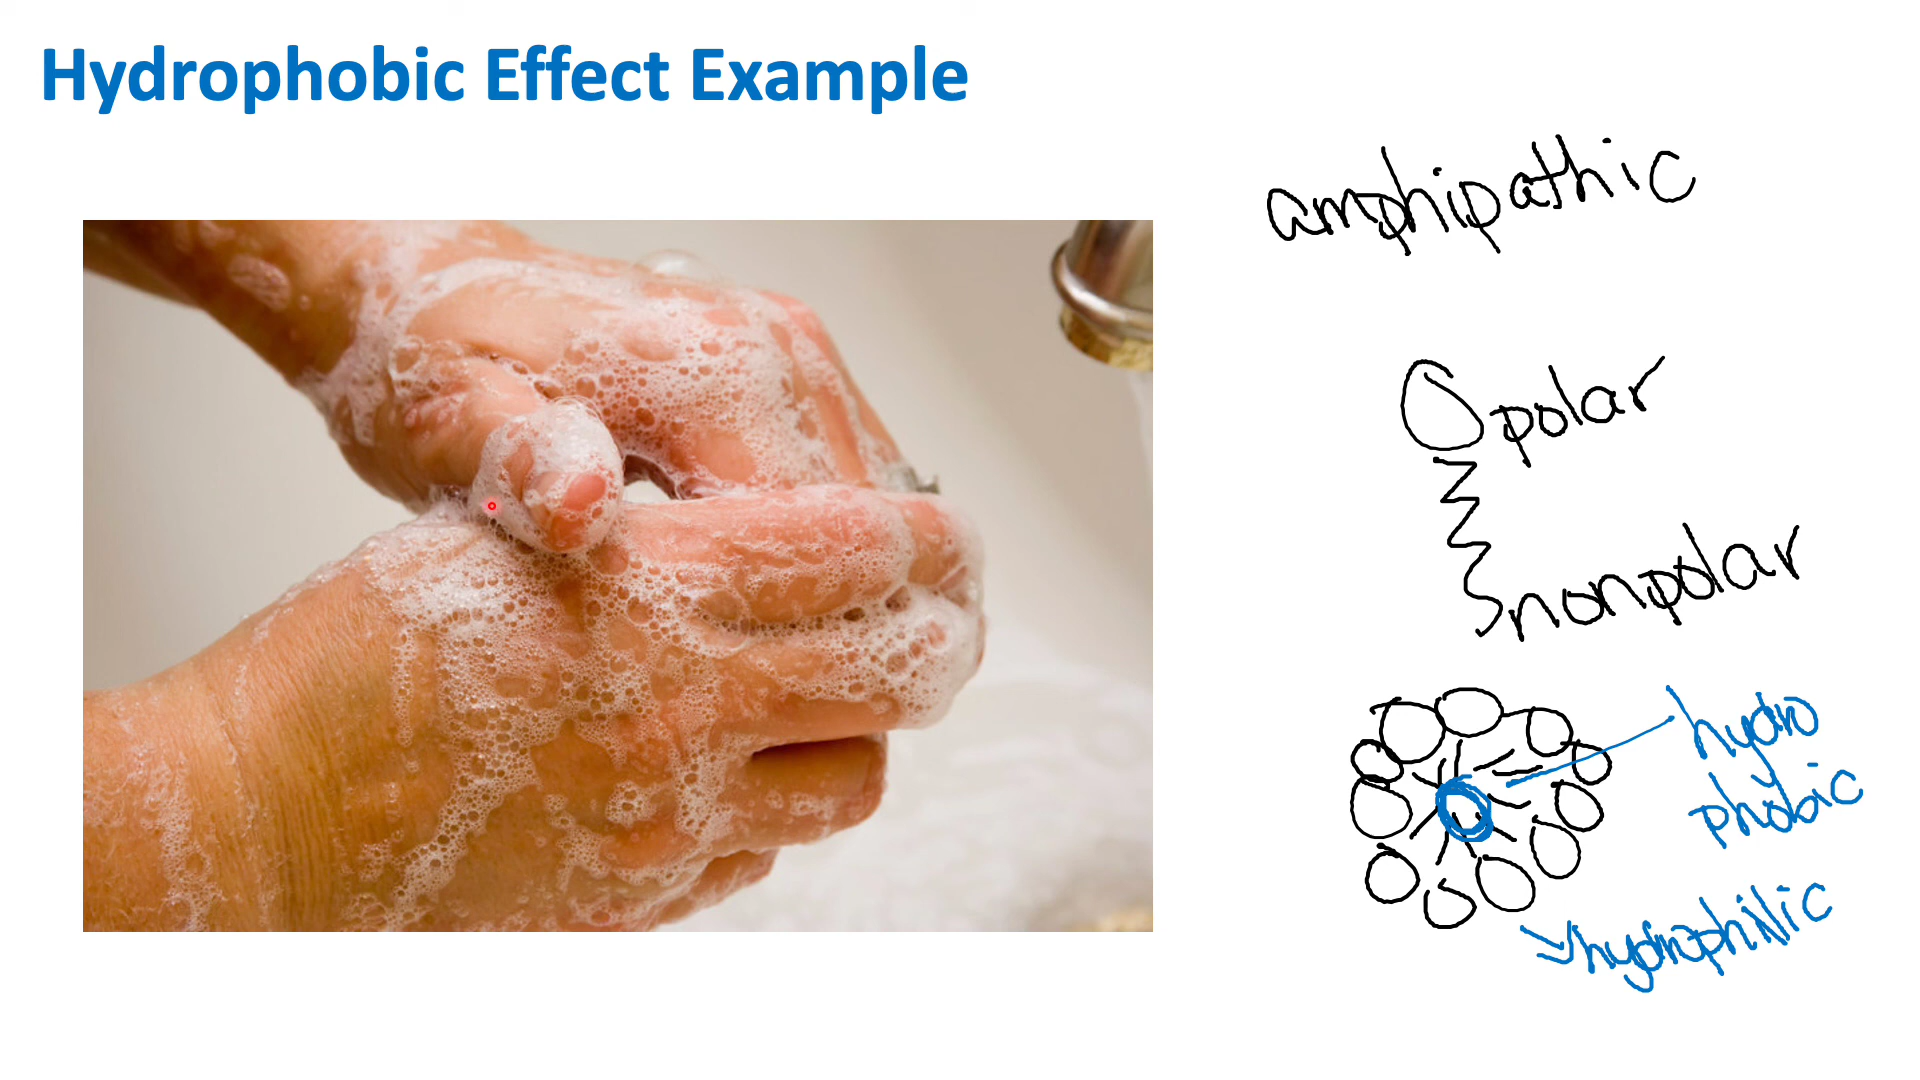 Hydrophobic Effect Example
amphipathic
polar
nonpolar
hydro
phobic
hydrophilic